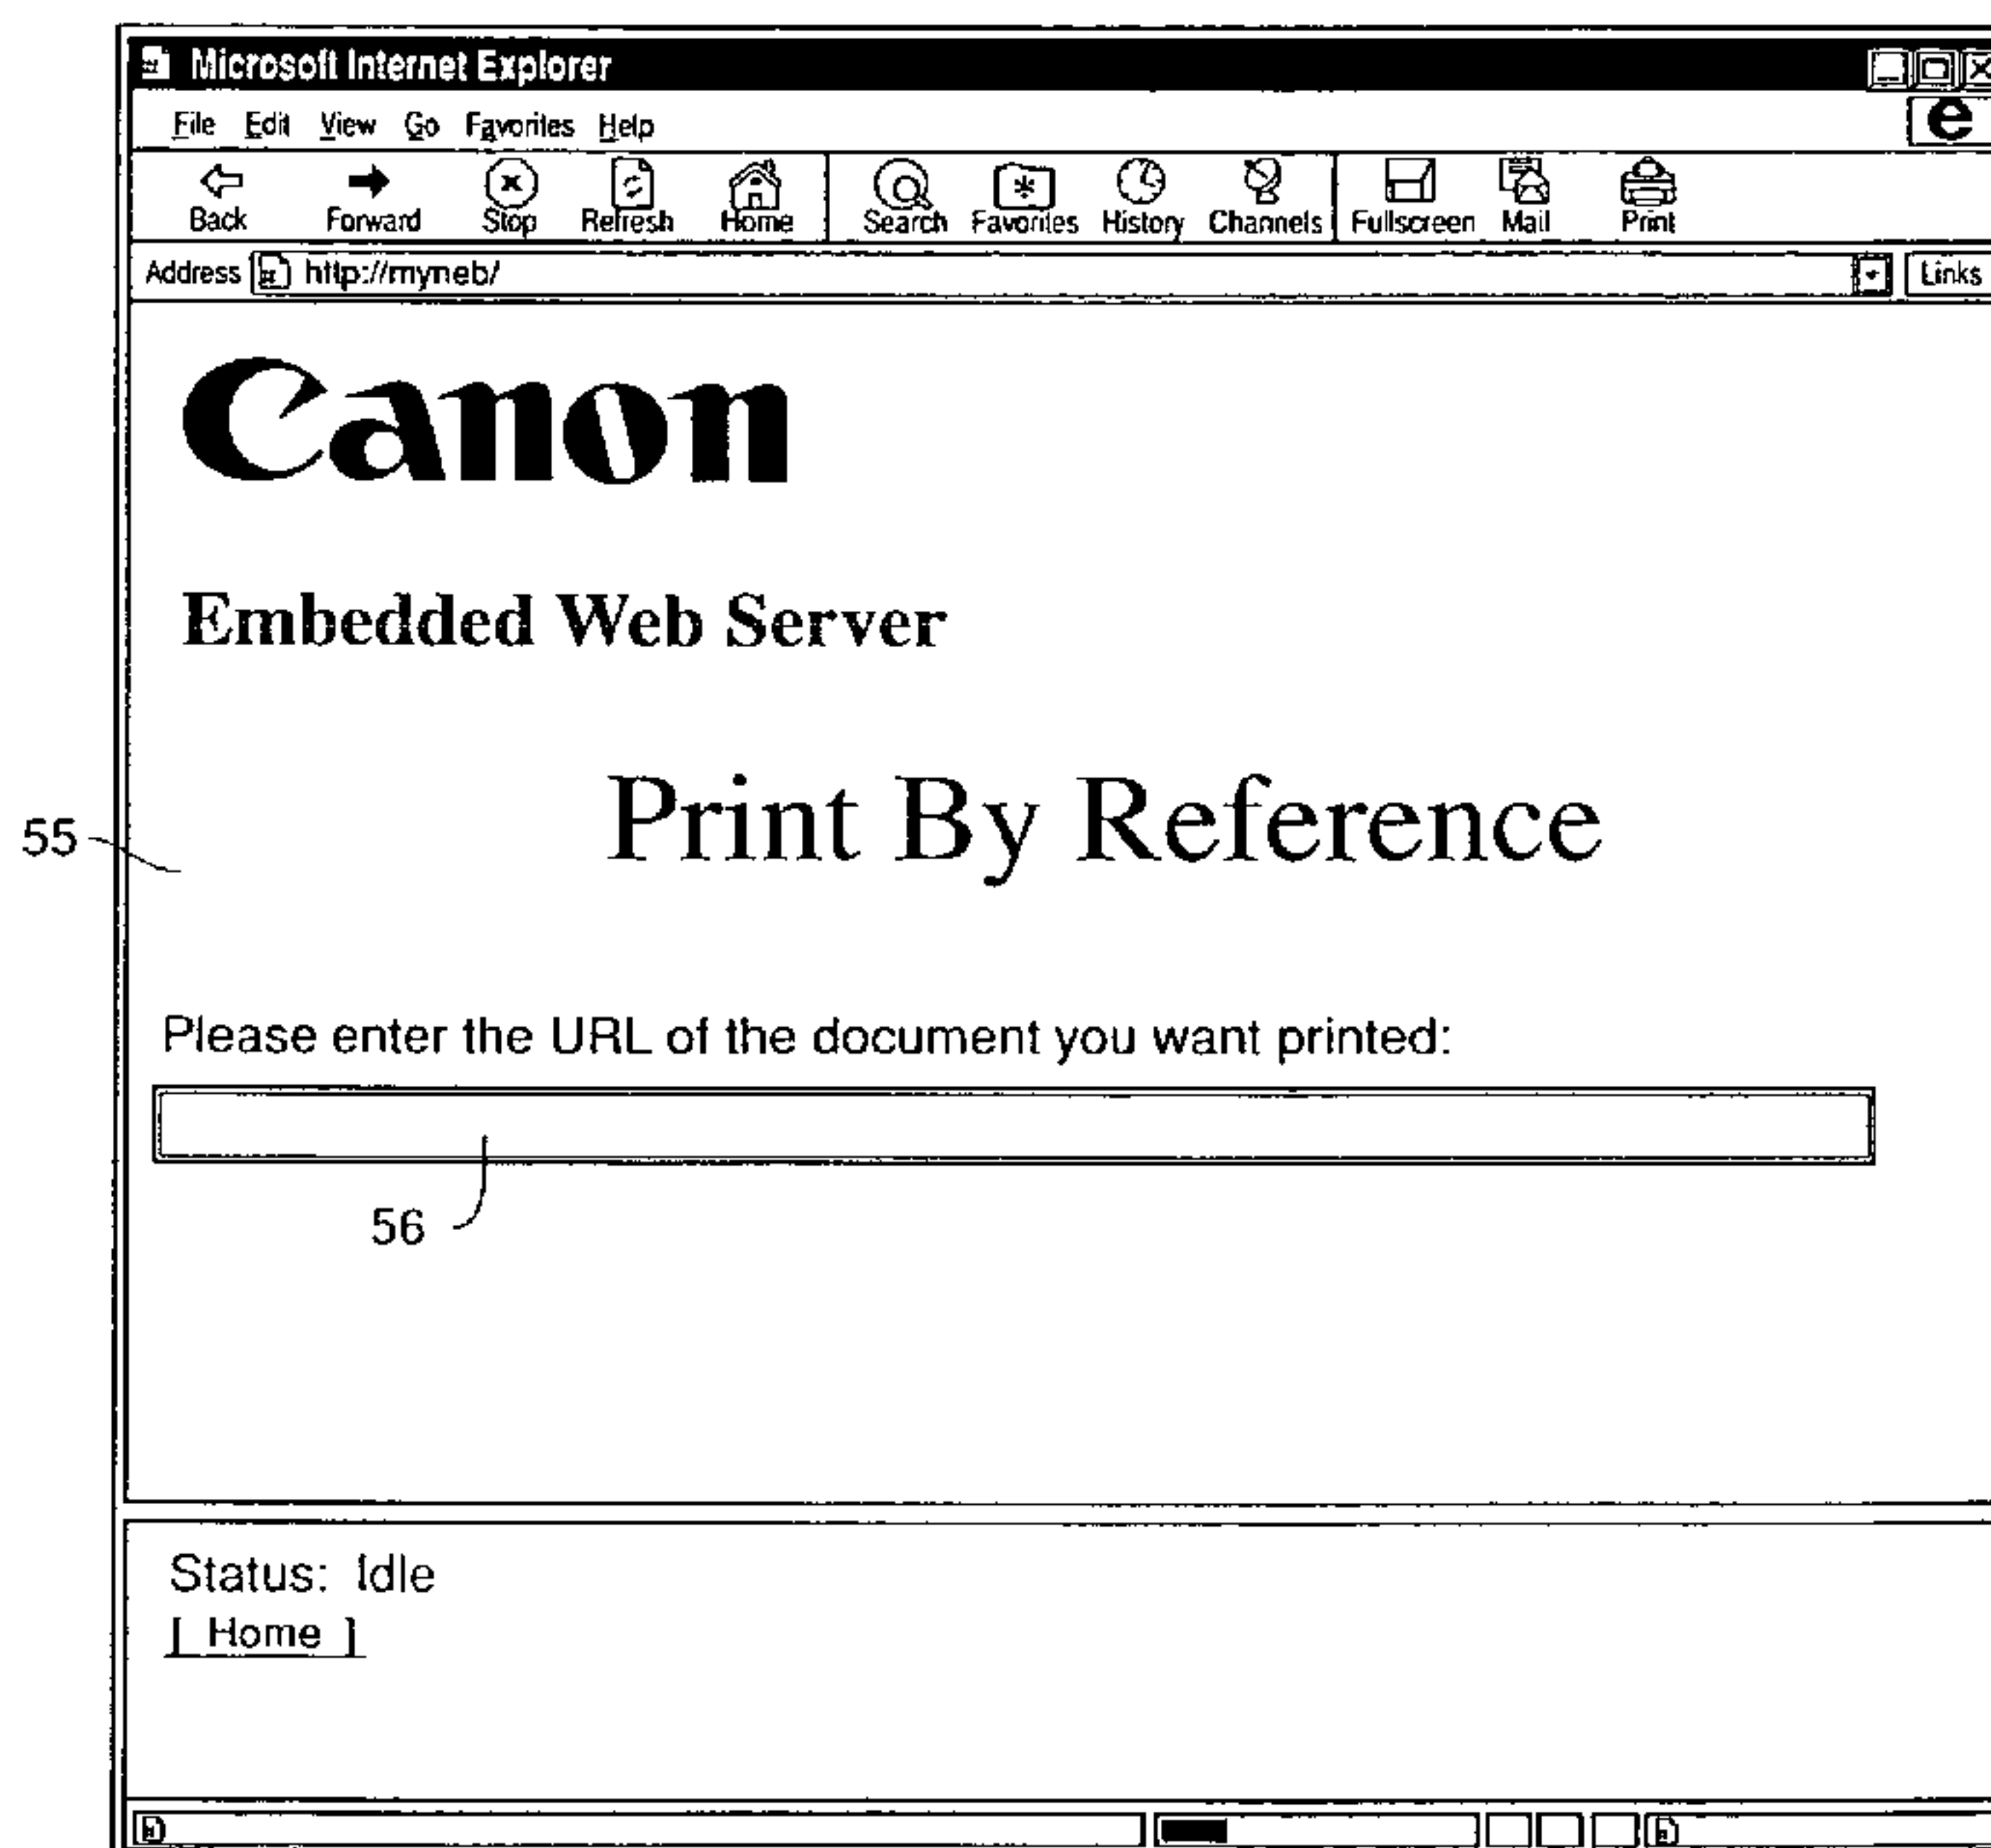 Microsoft Internet Explorer
File Edit View Go Favorites Help
e
Back Forward Stop Refresh Home Search Favorites History Channels Fullscreen Mail Print
Address http://myneb/ Links
Canon
Embedded Web Server
Print By Reference
55
Please enter the URL of the document you want printed:
56
Status: Idle
[ Home ]